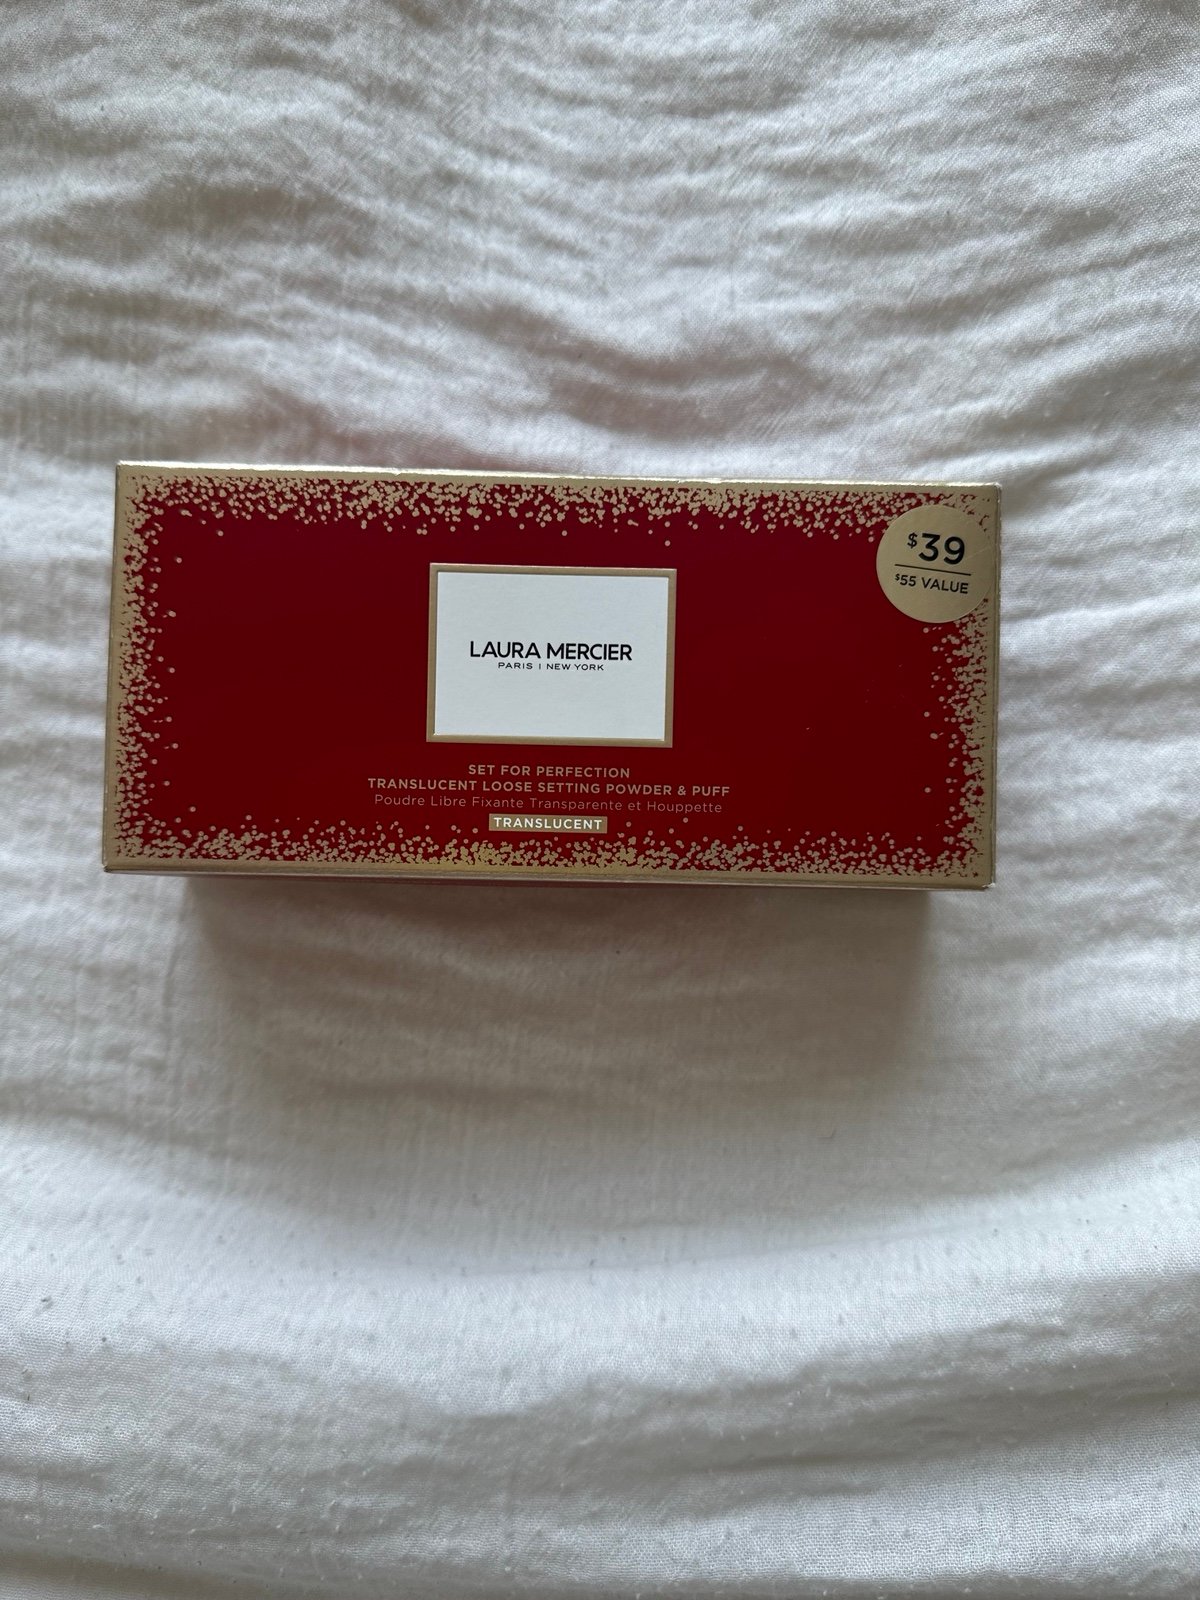 $39
$55 VALUE
LAURA MERCIER
PARIS | NEW YORK
SET FOR PERFECTION
TRANSLUCENT LOOSE SETTING POWDER & PUFF
Poudre Libre Fixante Transparente et Houppette
TRANSLUCENT